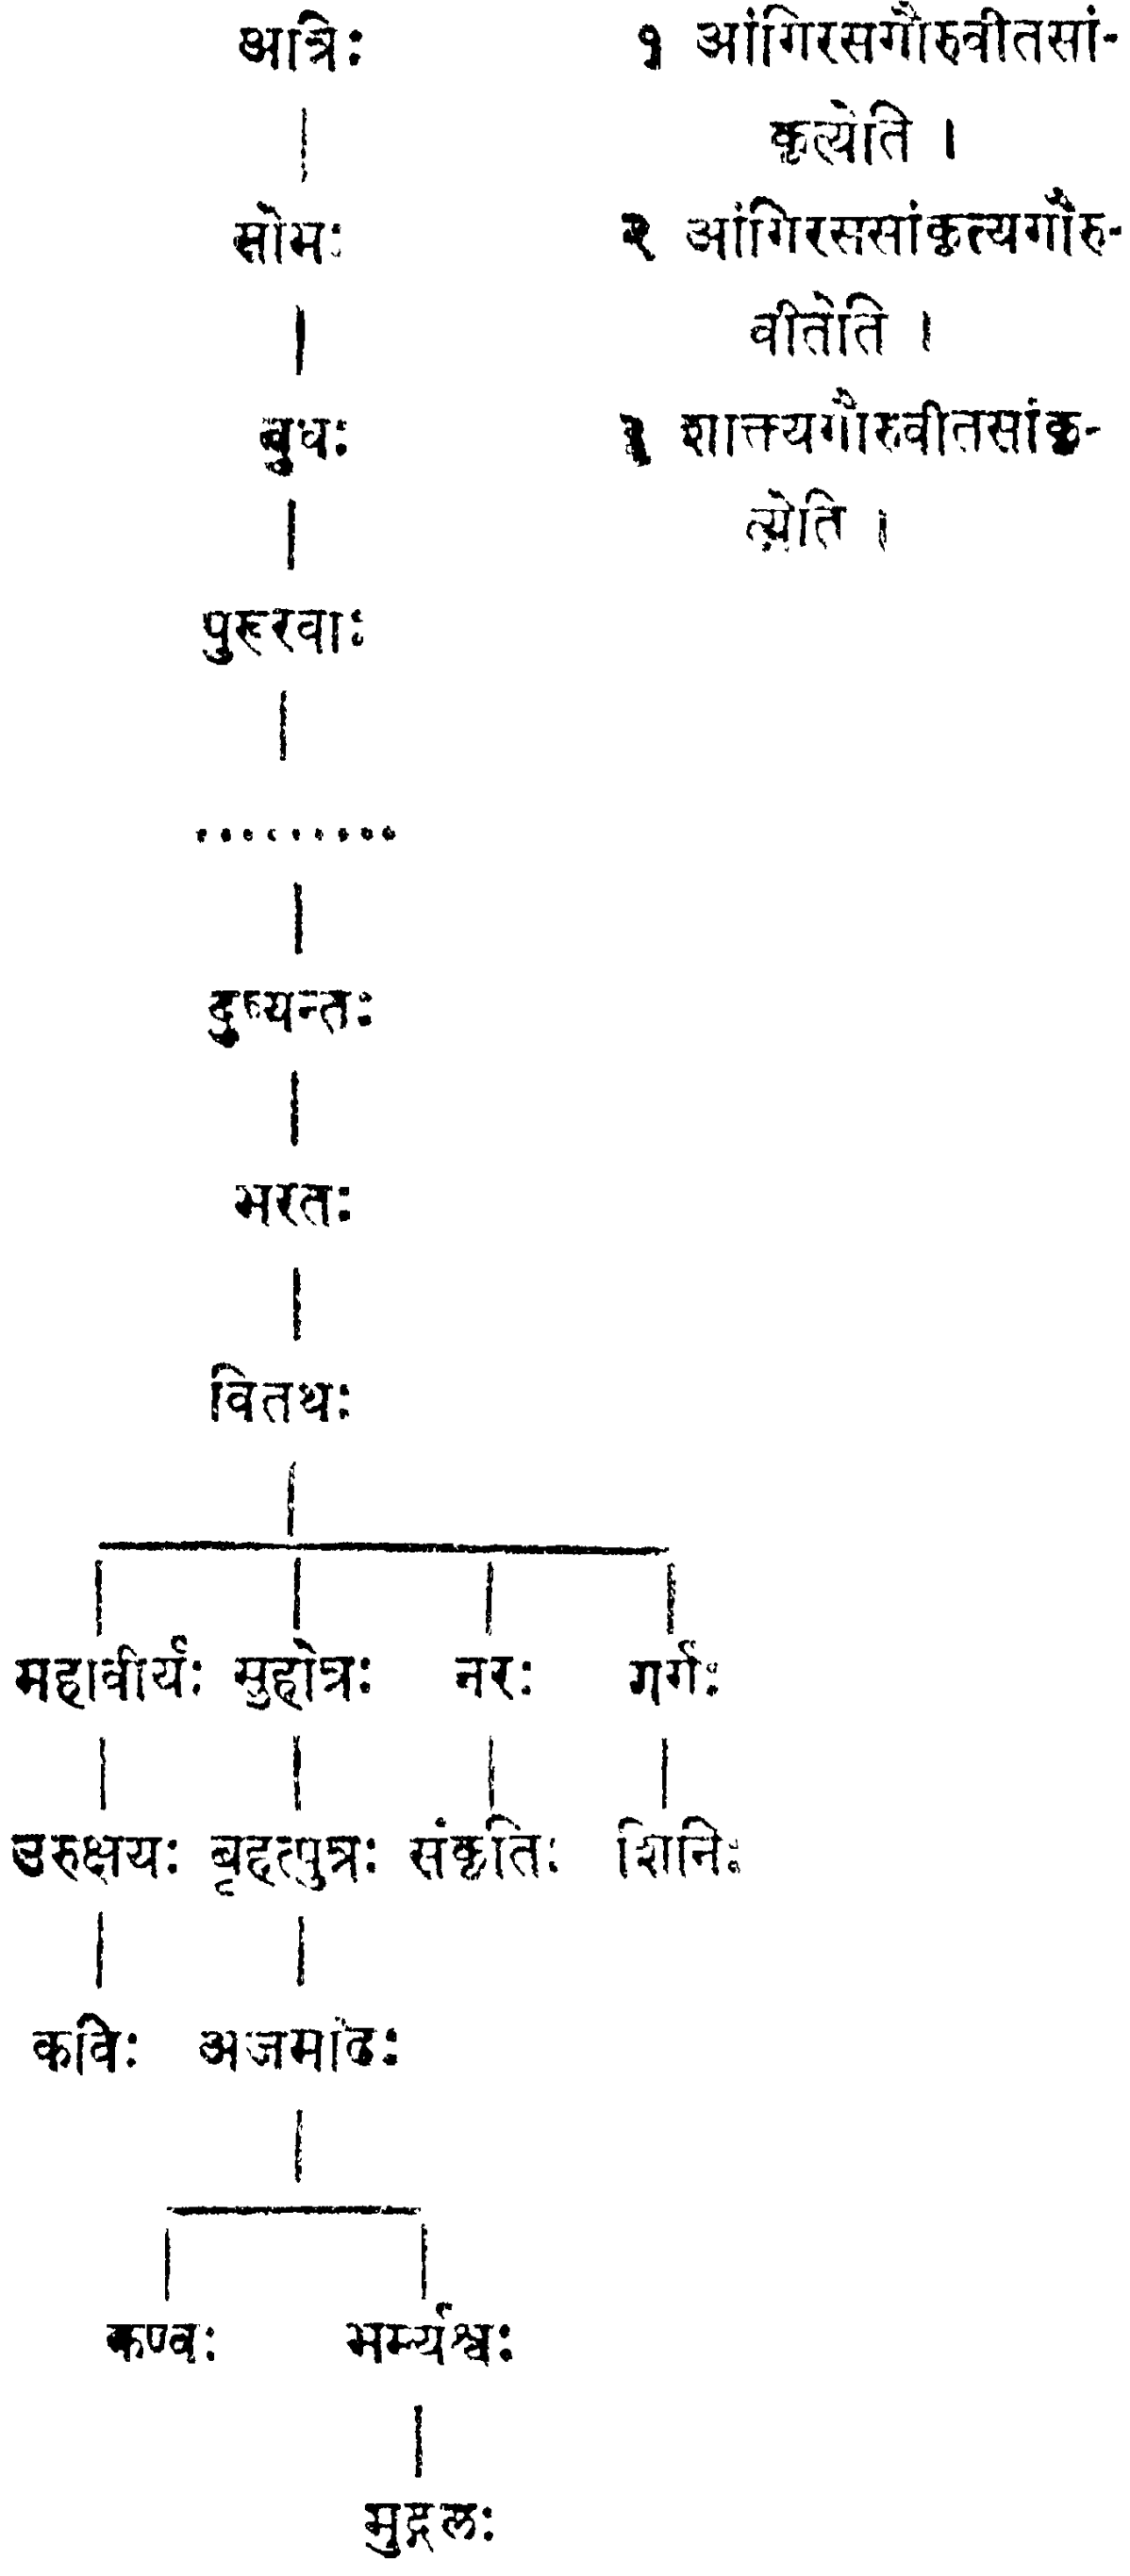 अत्रिः
सोमः
बुधः
पुरूरवाः
.........
दुष्यन्तः
भरतः
वितथः
महावीर्यः सुहोत्रः नरः गर्गः
उरुक्षयः बृहत्पुत्रः संकृतिः शिनिः
कविः अजमीढः
कण्वः भर्म्यश्वः
मुद्गलः
१ आंगिरसगौरुवीतसां-
कृत्येति ।
२ आंगिरससांकृत्यगौरु-
वीतेति ।
३ शाक्त्यगौरुवीतसांकृ-
त्येति ।